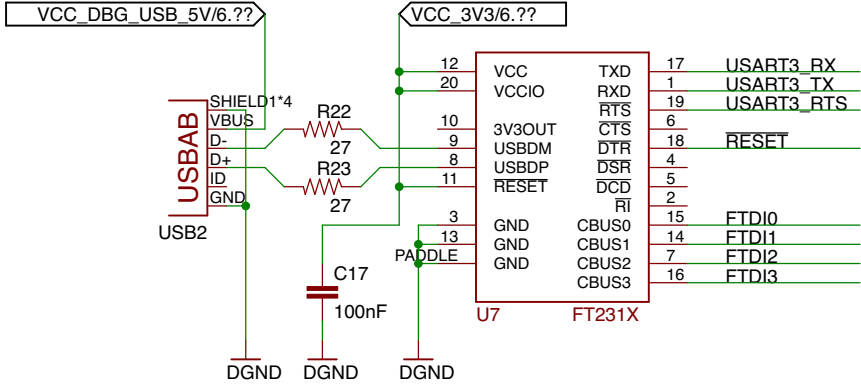 VCC_DBG_USB_5V/6.??
VCC_3V3/6.??
USBAB
SHIELD1*4
VBUS
D-
D+
ID
GND
USB2
R22
27
R23
27
C17
100nF
DGND
DGND
DGND
12 VCC
20 VCCIO
10 3V3OUT
9 USBDM
8 USBDP
11 RESET
3 GND
13 GND
PADDLE GND
TXD 17 USART3_RX
RXD 1 USART3_TX
RTS 19 USART3_RTS
CTS 6
DTR 18 RESET
DSR 4
DCD 5
RI 2
CBUS0 15 FTDI0
CBUS1 14 FTDI1
CBUS2 7 FTDI2
CBUS3 16 FTDI3
U7
FT231X